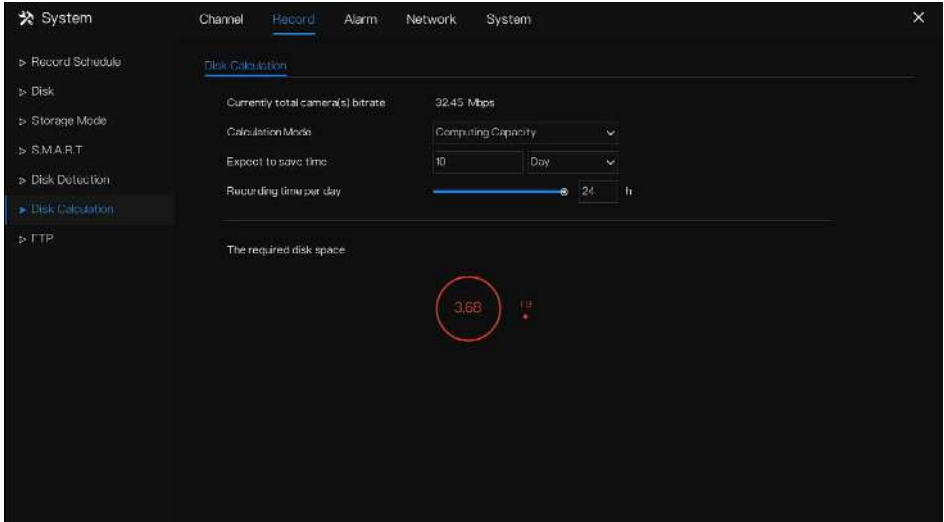 System
Channel Record Alarm Network System
Record Schedule
Disk
Storage Mode
S.M.A.R.T
Disk Detection
Disk Calculation
FTP
Disk Calculation
Currently total camera(s) bitrate 32.45 Mbps
Calculation Mode Computing Capacity
Expect to save time 10 Day
Recording time per day 24 h
The required disk space
3.68 TB